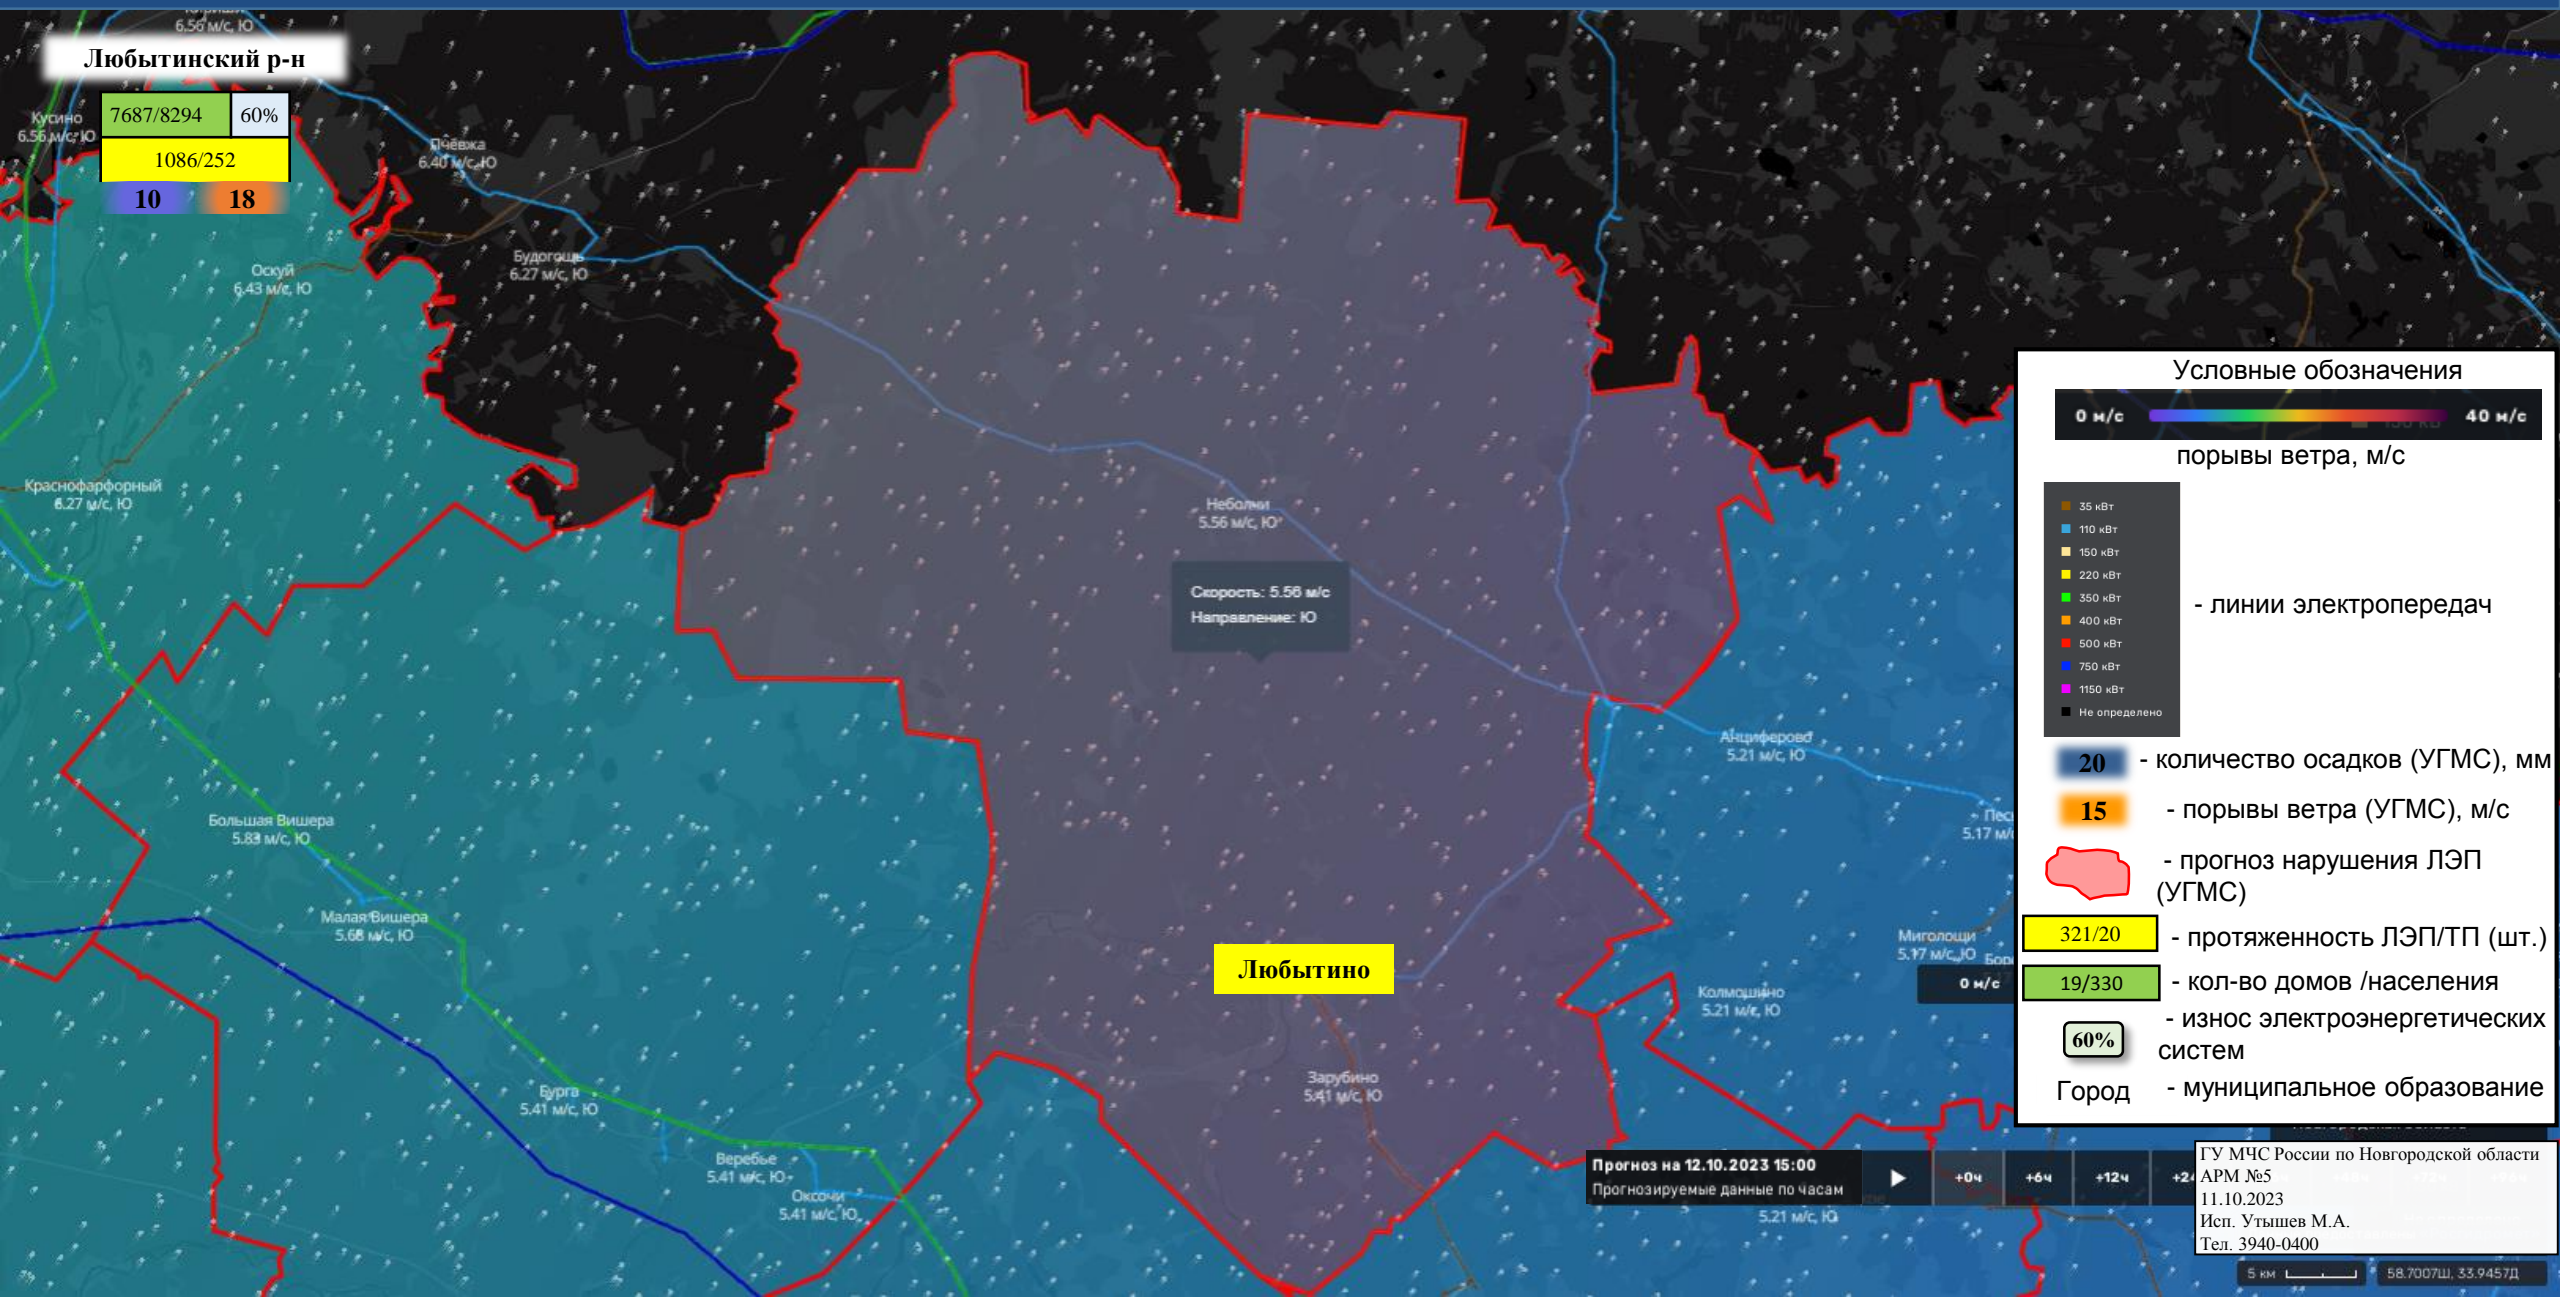 6.56 м/с, Ю
Любытинский р-н
7687/8294
60%
1086/252
10
18
Кусино
6.56 м/с, Ю
Пчёвжа
6.40 м/с, Ю
Будогощь
6.27 м/с, Ю
Оскуй
6.43 м/с, Ю
Краснофарфорный
6.27 м/с, Ю
Неболчи
5.56 м/с, Ю
Скорость: 5.56 м/с
Направление: Ю
Анциферово
5.21 м/с, Ю
Большая Вишера
5.83 м/с, Ю
Малая Вишера
5.68 м/с, Ю
Любытино
Миголощи
5.17 м/с, Ю
0 м/с
Колмошино
5.21 м/с, Ю
Зарубино
5.41 м/с, Ю
Бурга
5.41 м/с, Ю
Веребье
5.41 м/с, Ю
Оксочи
5.41 м/с, Ю
5.21 м/с, Ю
Условные обозначения
0 м/с
40 м/с
порывы ветра, м/с
35 кВт
110 кВт
150 кВт
220 кВт
350 кВт
400 кВт
500 кВт
750 кВт
1150 кВт
Не определено
- линии электропередач
20 - количество осадков (УГМС), мм
15 - порывы ветра (УГМС), м/с
- прогноз нарушения ЛЭП
(УГМС)
321/20 - протяженность ЛЭП/ТП (шт.)
19/330 - кол-во домов /населения
60% - износ электроэнергетических
систем
Город - муниципальное образование
Прогноз на 12.10.2023 15:00
Прогнозируемые данные по часам
+0ч +6ч +12ч
ГУ МЧС России по Новгородской области
АРМ №5
11.10.2023
Исп. Утышев М.А.
Тел. 3940-0400
5 км
58.7007Ш, 33.9457Д